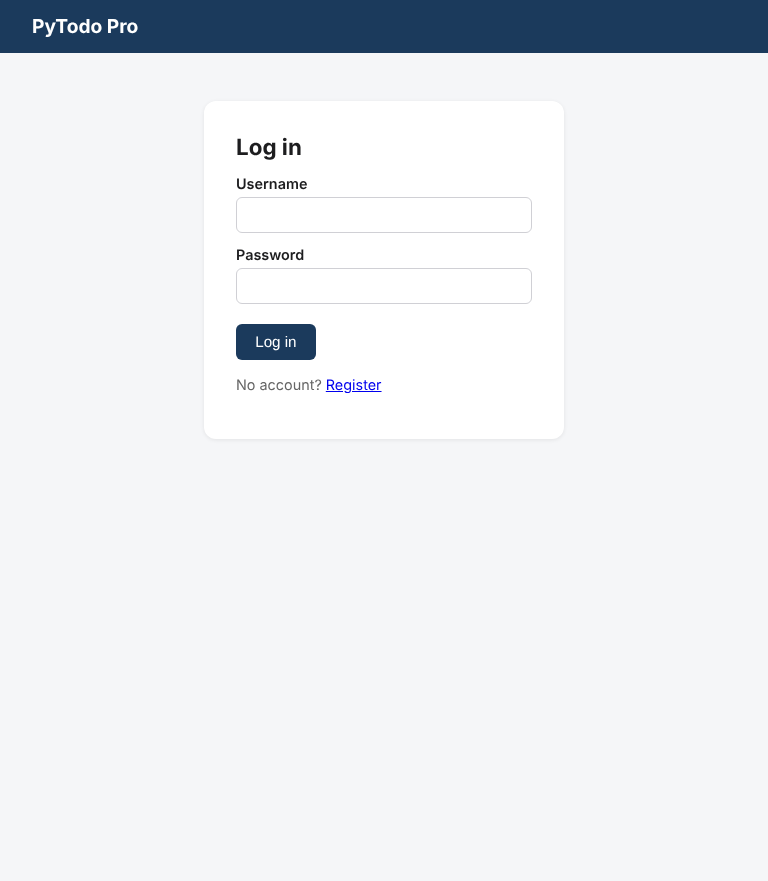 PyTodo Pro
Log in
Username
Password
Log in
No account? Register